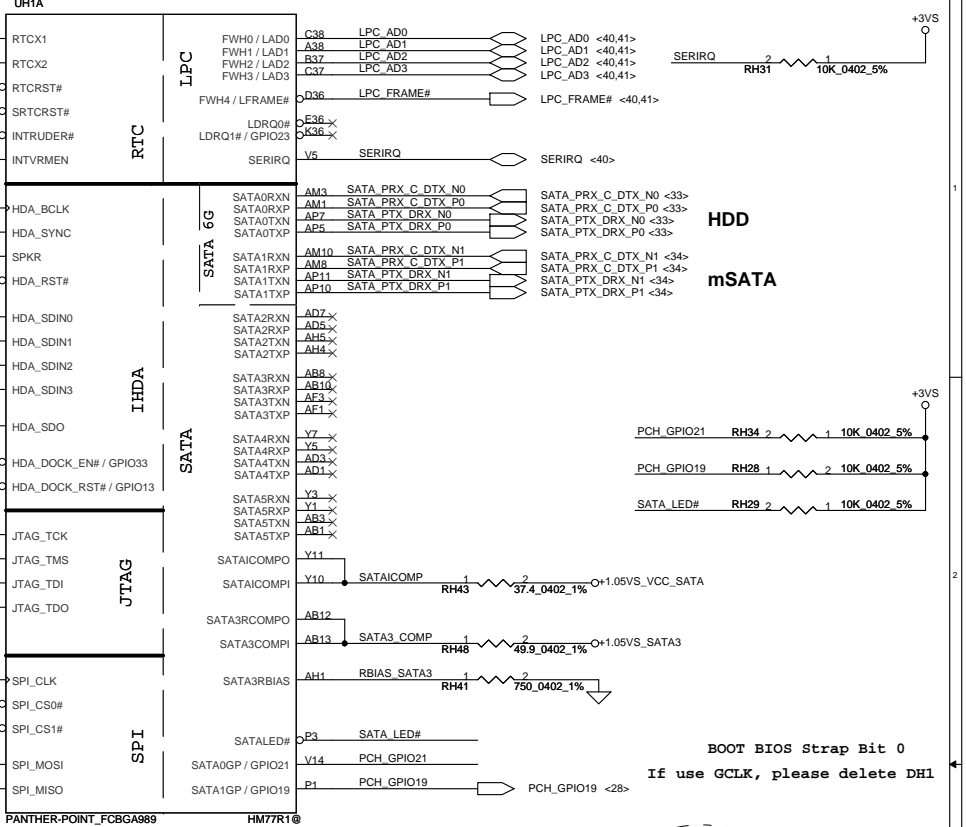 UH1A
RTCX1
RTCX2
RTCRST#
SRTCRST#
INTRUDER#
INTVRMEN
RTC
LPC
FWH0 / LAD0 C38 LPC_AD0 LPC_AD0 <40,41>
FWH1 / LAD1 A38 LPC_AD1 LPC_AD1 <40,41>
FWH2 / LAD2 B37 LPC_AD2 LPC_AD2 <40,41>
FWH3 / LAD3 C37 LPC_AD3 LPC_AD3 <40,41>
FWH4 / LFRAME# D36 LPC_FRAME# LPC_FRAME# <40,41>
LDRQ0# E36
LDRQ1# / GPIO23 K36
SERIRQ V5 SERIRQ SERIRQ <40>
+3VS
SERIRQ RH31 2 1 10K_0402_5%
HDA_BCLK
HDA_SYNC
SPKR
HDA_RST#
HDA_SDIN0
HDA_SDIN1
HDA_SDIN2
HDA_SDIN3
HDA_SDO
HDA_DOCK_EN# / GPIO33
HDA_DOCK_RST# / GPIO13
IHDA
SATA 6G
SATA0RXN AM3 SATA_PRX_C_DTX_N0 SATA_PRX_C_DTX_N0 <33>
SATA0RXP AM1 SATA_PRX_C_DTX_P0 SATA_PRX_C_DTX_P0 <33>
SATA0TXN AP7 SATA_PTX_DRX_N0 SATA_PTX_DRX_N0 <33>
SATA0TXP AP5 SATA_PTX_DRX_P0 SATA_PTX_DRX_P0 <33>
HDD
SATA1RXN AM10 SATA_PRX_C_DTX_N1 SATA_PRX_C_DTX_N1 <34>
SATA1RXP AM8 SATA_PRX_C_DTX_P1 SATA_PRX_C_DTX_P1 <34>
SATA1TXN AP11 SATA_PTX_DRX_N1 SATA_PTX_DRX_N1 <34>
SATA1TXP AP10 SATA_PTX_DRX_P1 SATA_PTX_DRX_P1 <34>
mSATA
SATA
SATA2RXN AD7
SATA2RXP AD5
SATA2TXN AH5
SATA2TXP AH4
SATA3RXN AB8
SATA3RXP AB10
SATA3TXN AF3
SATA3TXP AF1
SATA4RXN Y7
SATA4RXP Y5
SATA4TXN AD3
SATA4TXP AD1
SATA5RXN Y3
SATA5RXP Y1
SATA5TXN AB3
SATA5TXP AB1
+3VS
PCH_GPIO21 RH34 2 1 10K_0402_5%
PCH_GPIO19 RH28 1 2 10K_0402_5%
SATA_LED# RH29 2 1 10K_0402_5%
1
2
JTAG_TCK
JTAG_TMS
JTAG_TDI
JTAG_TDO
JTAG
SATAICOMPO Y11
SATAICOMPI Y10 SATAICOMP RH43 1 2 37.4_0402_1% +1.05VS_VCC_SATA
SATA3RCOMPO AB12
SATA3COMPI AB13 SATA3_COMP RH48 1 2 49.9_0402_1% +1.05VS_SATA3
SATA3RBIAS AH1 RBIAS_SATA3 RH41 1 2 750_0402_1%
SPI_CLK
SPI_CS0#
SPI_CS1#
SPI_MOSI
SPI_MISO
SPI
SATALED# P3 SATA_LED#
SATA0GP / GPIO21 V14 PCH_GPIO21
SATA1GP / GPIO19 P1 PCH_GPIO19 PCH_GPIO19 <28>
BOOT BIOS Strap Bit 0
If use GCLK, please delete DH1
PANTHER-POINT_FCBGA989 HM77R1@